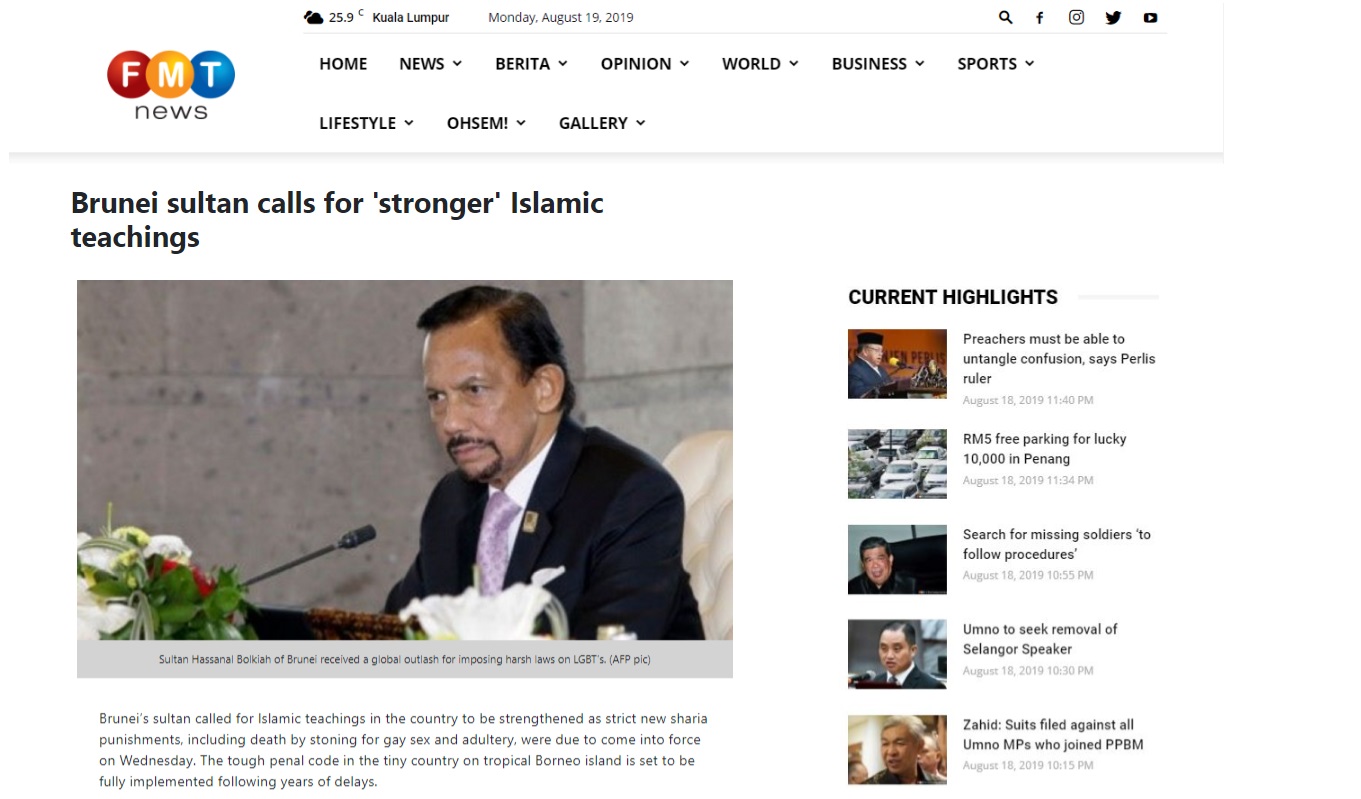 25.9 C Kuala Lumpur Monday, August 19, 2019
FMT
news
HOME NEWS BERITA OPINION WORLD BUSINESS SPORTS
LIFESTYLE OHSEM! GALLERY
Brunei sultan calls for 'stronger' Islamic
teachings
Sultan Hassanal Bolkiah of Brunei received a global outlash for imposing harsh laws on LGBT's. (AFP pic)
Brunei’s sultan called for Islamic teachings in the country to be strengthened as strict new sharia
punishments, including death by stoning for gay sex and adultery, were due to come into force
on Wednesday. The tough penal code in the tiny country on tropical Borneo island is set to be
fully implemented following years of delays.
CURRENT HIGHLIGHTS
Preachers must be able to
untangle confusion, says Perlis
ruler
August 18, 2019 11:40 PM
RM5 free parking for lucky
10,000 in Penang
August 18, 2019 11:34 PM
Search for missing soldiers ‘to
follow procedures’
August 18, 2019 10:55 PM
Umno to seek removal of
Selangor Speaker
August 18, 2019 10:30 PM
Zahid: Suits filed against all
Umno MPs who joined PPBM
August 18, 2019 10:15 PM